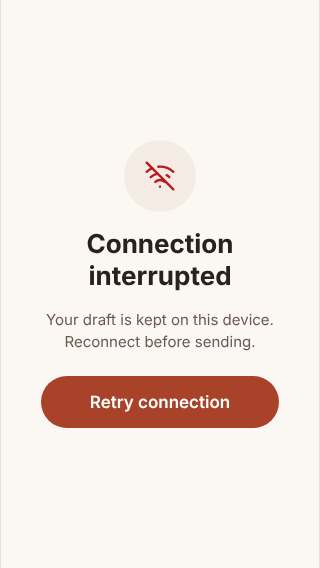 Connection
interrupted
Your draft is kept on this device.
Reconnect before sending.
Retry connection